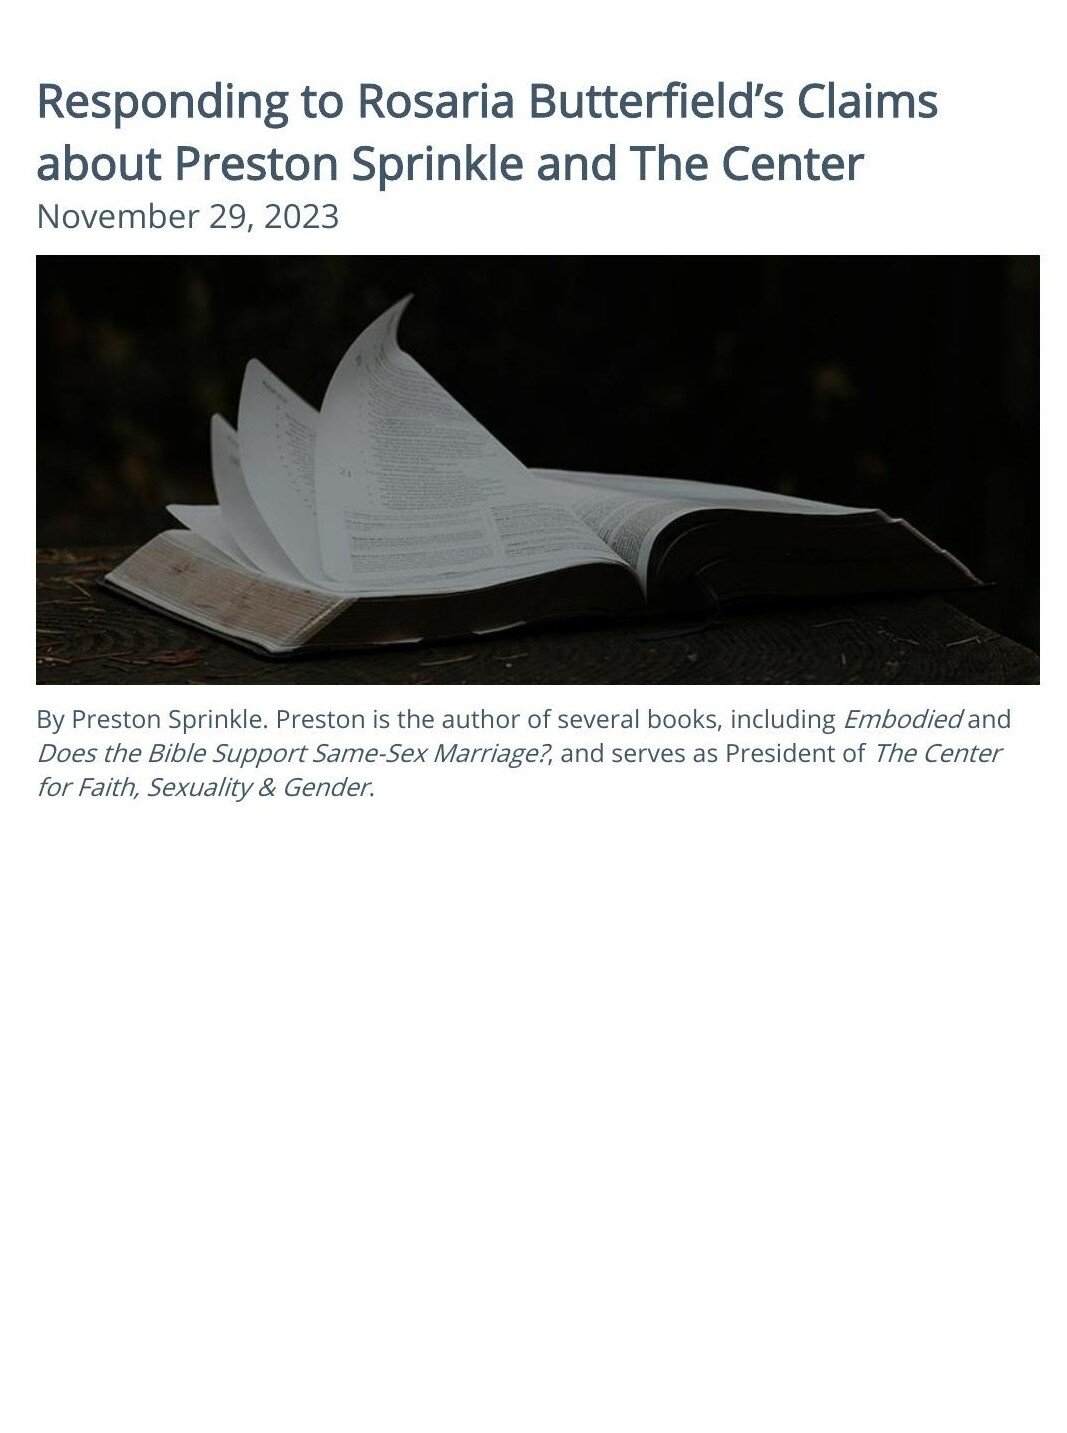 Responding to Rosaria Butterfield’s Claims
about Preston Sprinkle and The Center
November 29, 2023
By Preston Sprinkle. Preston is the author of several books, including Embodied and
Does the Bible Support Same-Sex Marriage?, and serves as President of The Center
for Faith, Sexuality & Gender.